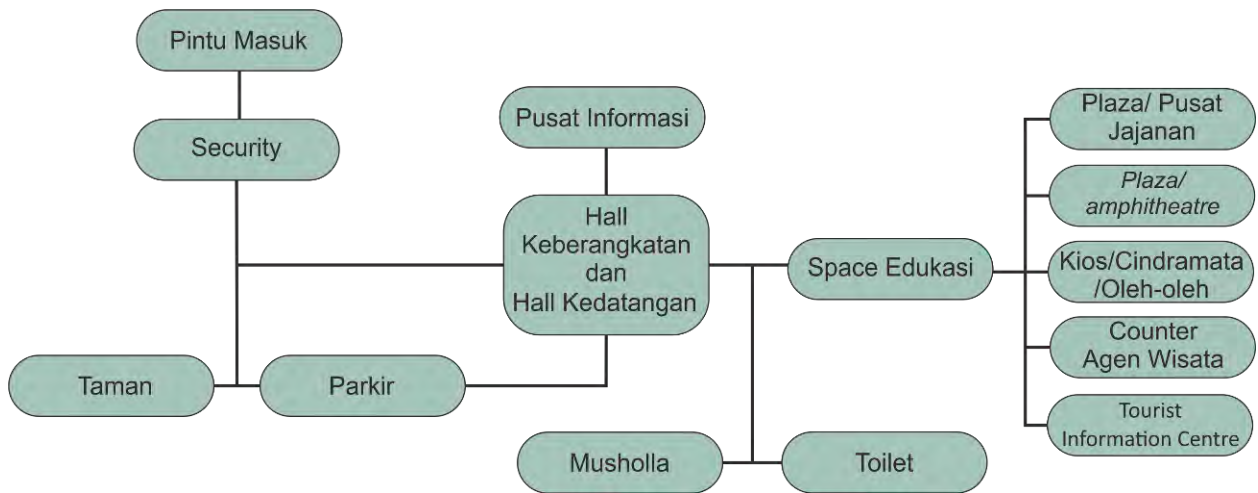 Pintu Masuk
Security
Pusat Informasi
Hall
Keberangkatan
dan
Hall Kedatangan
Taman
Parkir
Space Edukasi
Musholla
Toilet
Plaza/ Pusat
Jajanan
Plaza/
amphitheatre
Kios/Cindramata
/Oleh-oleh
Counter
Agen Wisata
Tourist
Information Centre